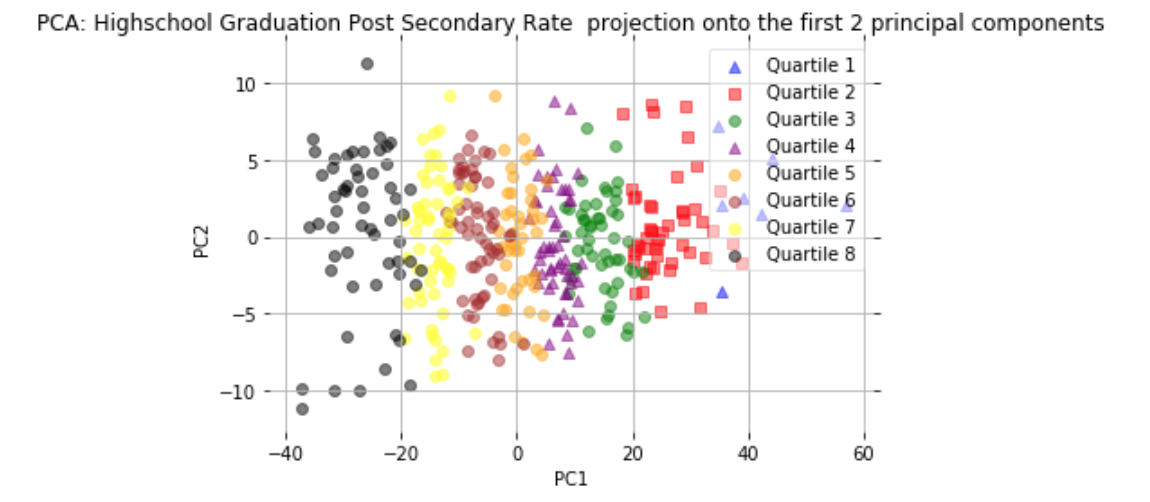 PCA: Highschool Graduation Post Secondary Rate  projection onto the first 2 principal components
Quartile 1
Quartile 2
Quartile 3
Quartile 4
Quartile 5
Quartile 6
Quartile 7
Quartile 8
10
5
0
−5
−10
PC2
−40 −20 0 20 40 60
PC1